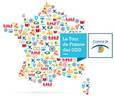 Le Tour de
France des
ODD
Comité 21